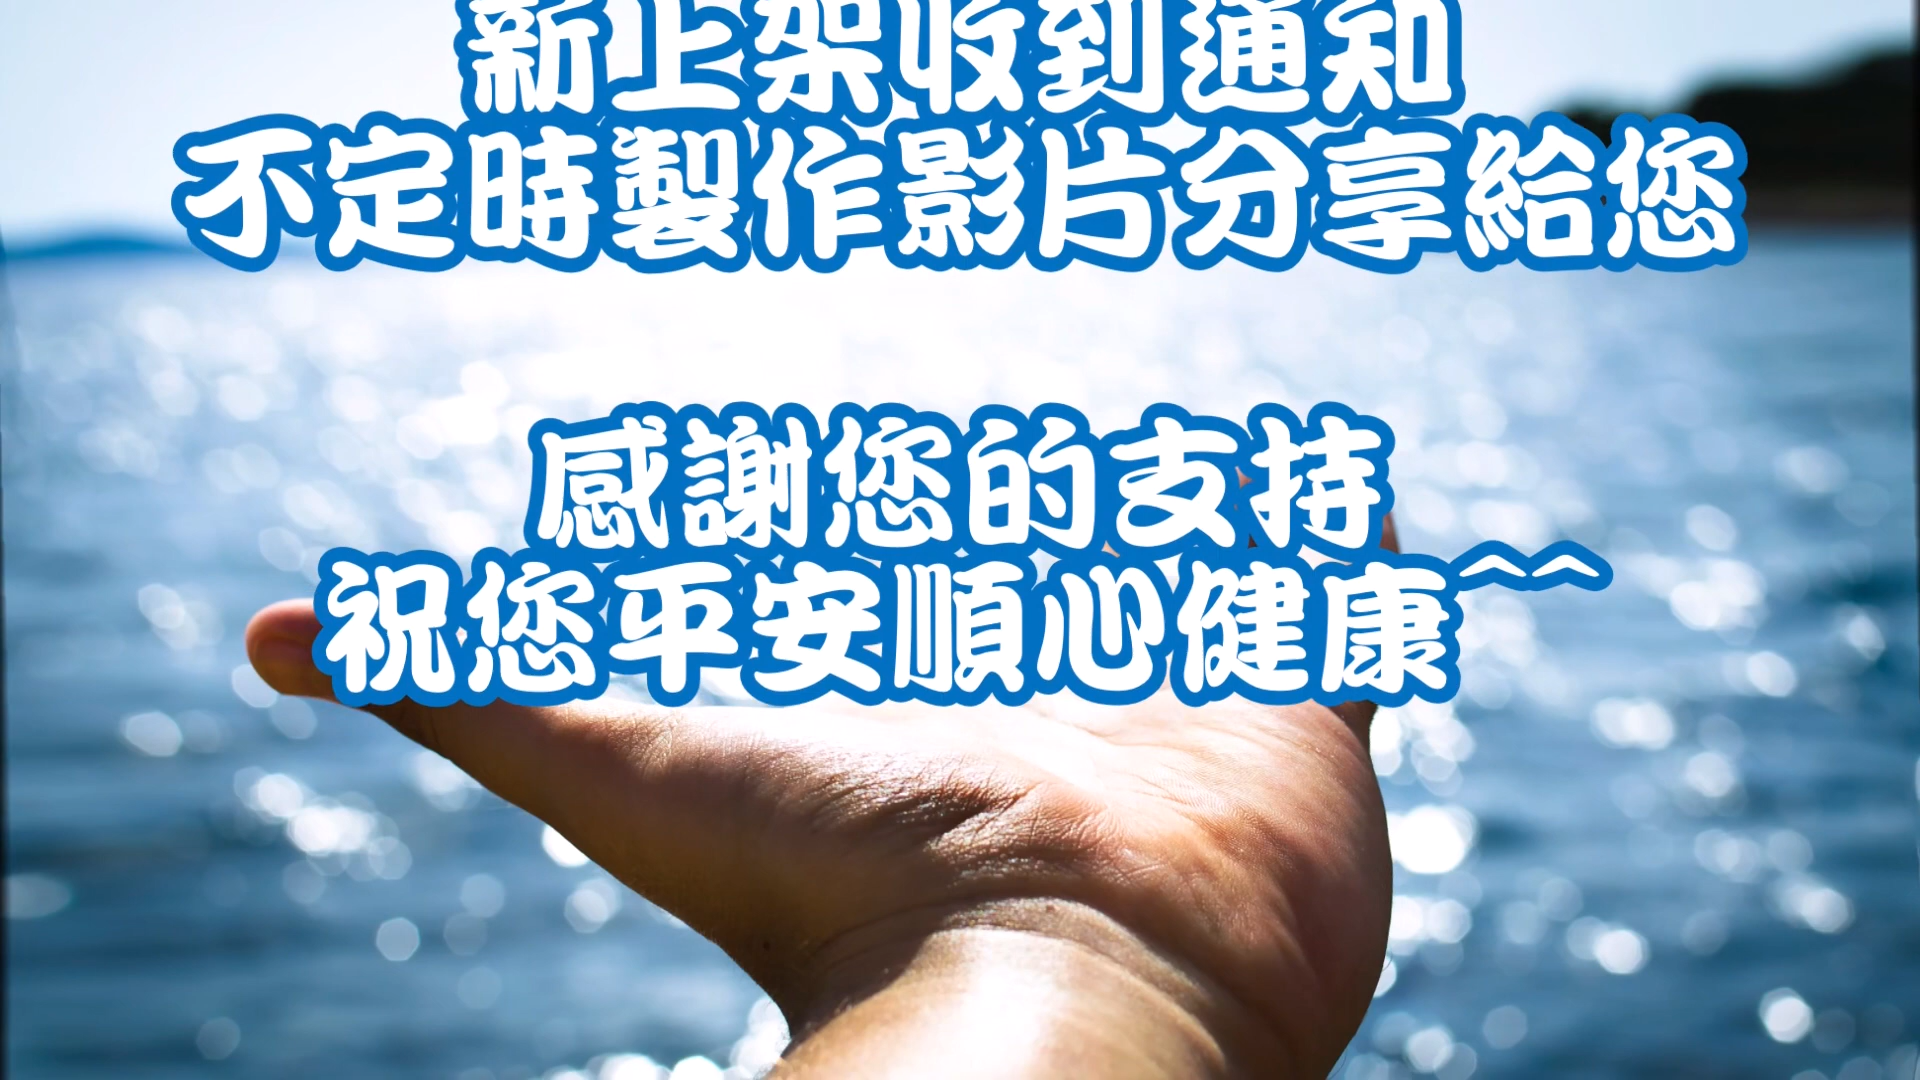 新上架收到通知
不定時製作影片分享給您
感謝您的支持
祝您平安順心健康^^